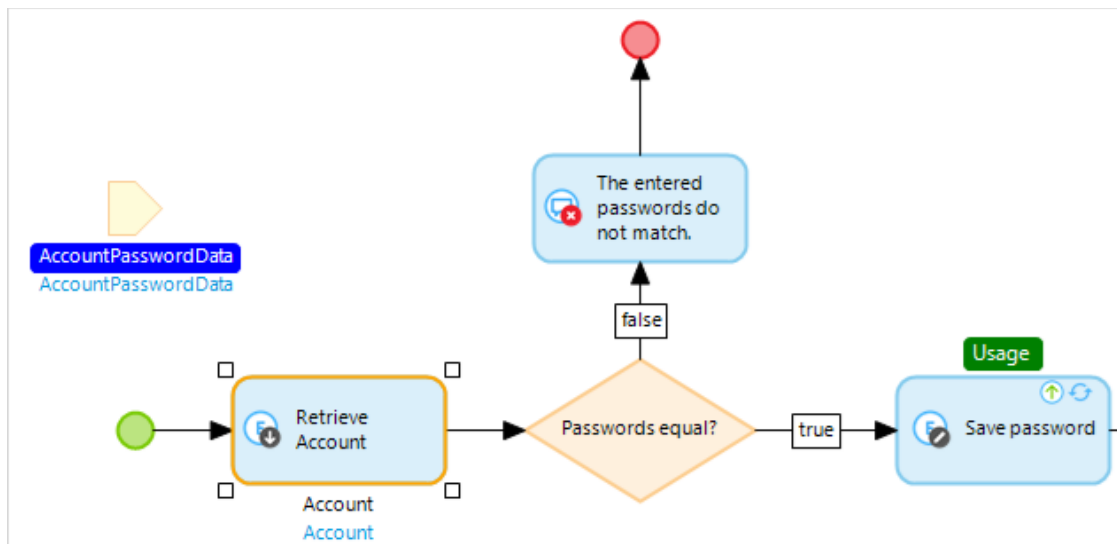 The entered
passwords do
not match.
AccountPasswordData
AccountPasswordData
false
Usage
Retrieve
Account
Passwords equal?
true
Save password
Account
Account